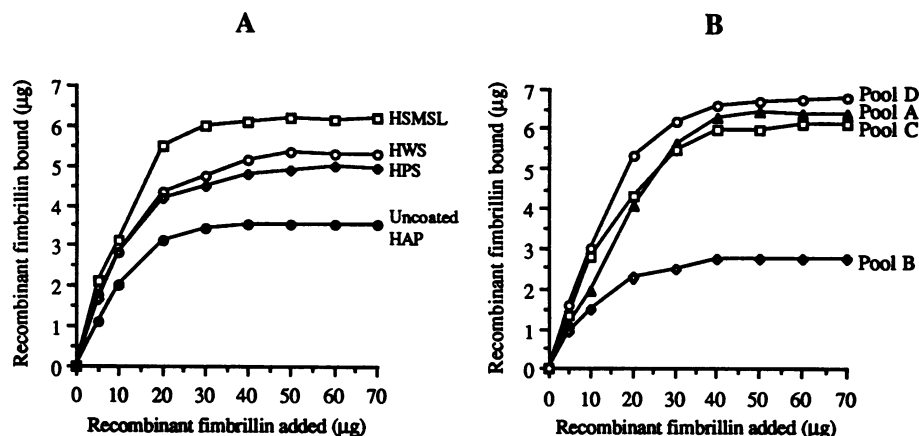 A
Recombinant fimbrillin bound (µg)
7
6
5
4
3
2
1
0
HSMSL
HWS
HPS
Uncoated
HAP
0 10 20 30 40 50 60 70
Recombinant fimbrillin added (µg)
B
Recombinant fimbrillin bound (µg)
7
6
5
4
3
2
1
0
Pool D
Pool A
Pool C
Pool B
0 10 20 30 40 50 60 70
Recombinant fimbrillin added (µg)